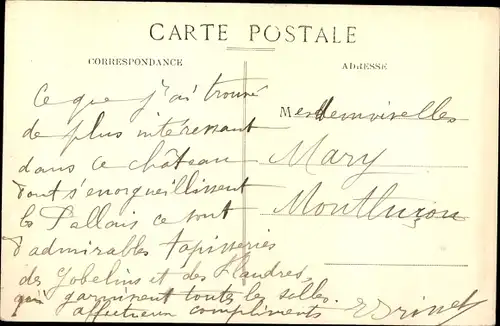 CARTE POSTALE
CORRESPONDANCE
ADRESSE
Ce que j'ai trouvé
de plus intéressant
dans ce château
dont s'enorgueillissent
les Pallais ce sont
d'admirables tapisseries
des Gobelins et des Flandres,
qui garnissent toutes les salles.
affectueux compliments
Mesdemoiselles
Mary
Montluçon